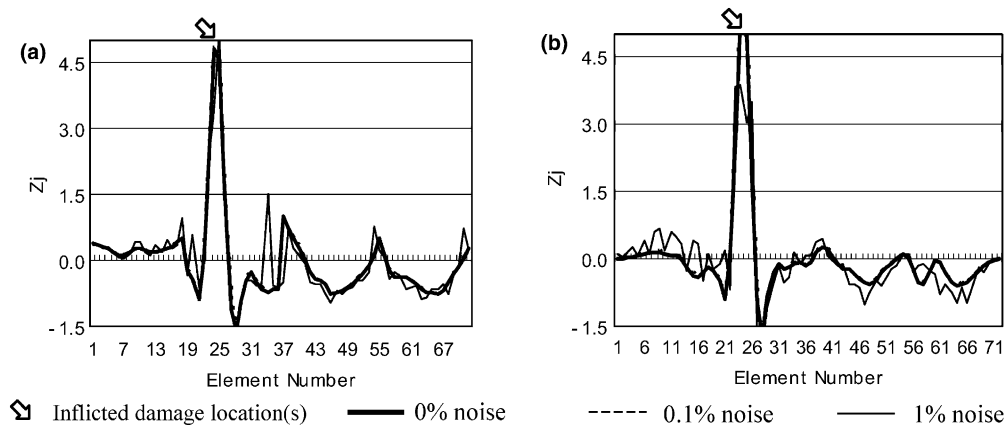 (a)
4.5
3.0
1.5
0.0
-1.5
Zj
1 7 13 19 25 31 37 43 49 55 61 67
Element Number
(b)
4.5
3.0
1.5
0.0
-1.5
Zj
1 6 11 16 21 26 31 36 41 46 51 56 61 66 71
Element Number
Inflicted damage location(s) 0% noise 0.1% noise 1% noise